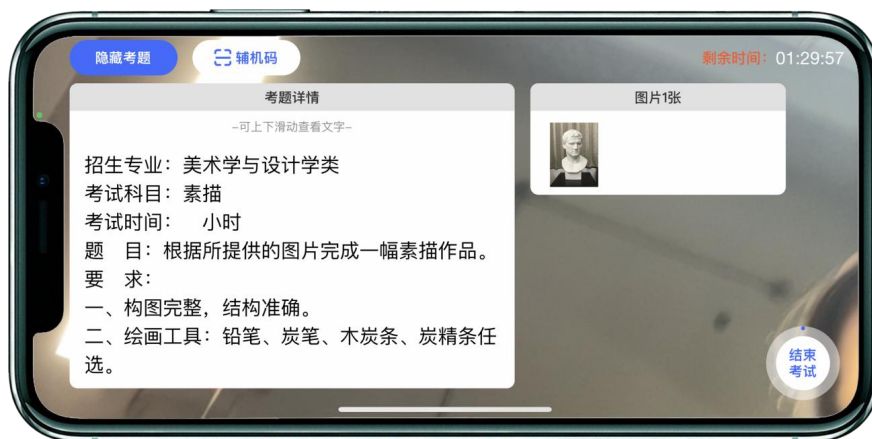 隐藏考题
辅机码
剩余时间：01:29:57
考题详情
图片1张
-可上下滑动查看文字-
招生专业：美术学与设计学类
考试科目：素描
考试时间：　小时
题　目：根据所提供的图片完成一幅素描作品。
要　求：
一、构图完整，结构准确。
二、绘画工具：铅笔、炭笔、木炭条、炭精条任
选。
结束
考试